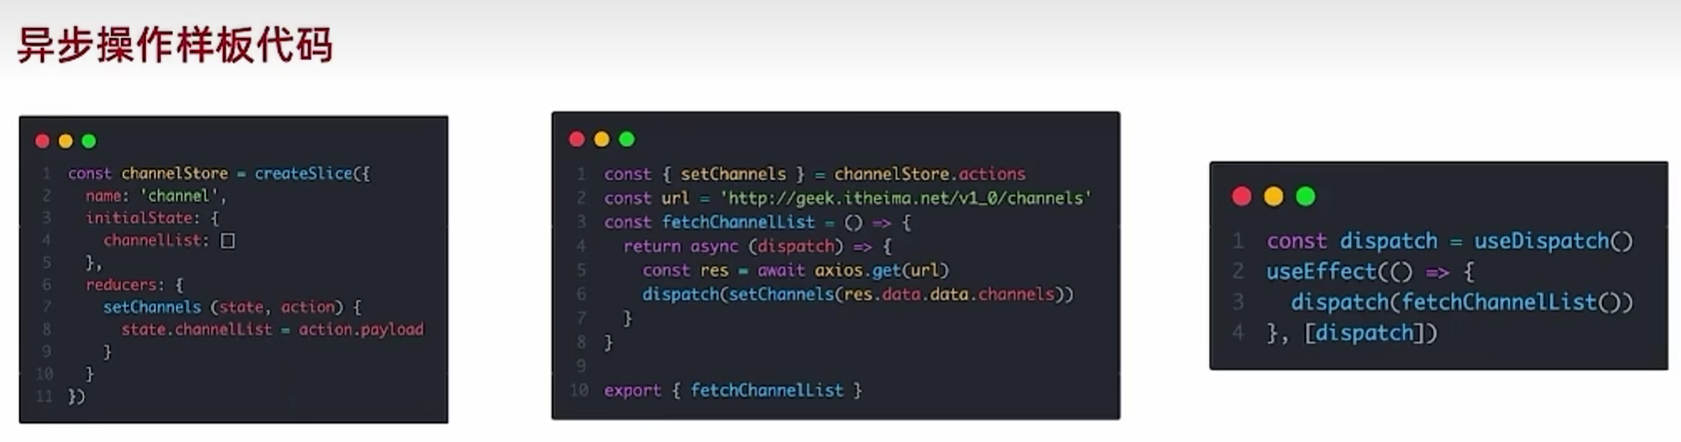 异步操作样板代码
1 const channelStore = createSlice({
2   name: 'channel',
3   initialState: {
4     channelList: []
5   },
6   reducers: {
7     setChannels (state, action) {
8       state.channelList = action.payload
9     }
10   }
11 })
1 const { setChannels } = channelStore.actions
2 const url = 'http://geek.itheima.net/v1_0/channels'
3 const fetchChannelList = () => {
4   return async (dispatch) => {
5     const res = await axios.get(url)
6     dispatch(setChannels(res.data.data.channels))
7   }
8 }
9
10 export { fetchChannelList }
1 const dispatch = useDispatch()
2 useEffect(() => {
3   dispatch(fetchChannelList())
4 }, [dispatch])